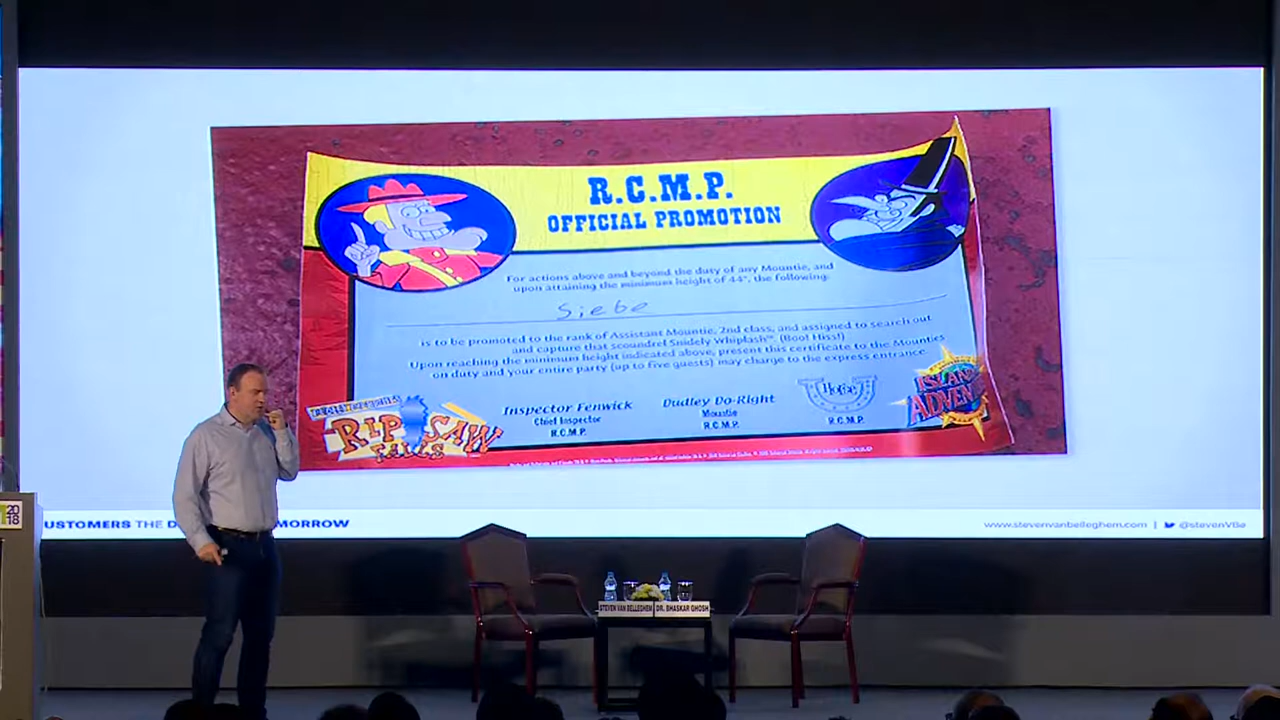 R.C.M.P.
OFFICIAL PROMOTION
For actions above and beyond the duty of any Mountie, and
upon attaining the minimum height of 44", the following:
Siebe
is to be promoted to the rank of Assistant Mountie, 2nd class, and assigned to search out
and capture that scoundrel Snidely Whiplash™. (Boo! Hiss!)
Upon reaching the minimum height indicated above, present this certificate to the Mounties
on duty and your entire party (up to five guests) may charge to the express entrance.
RIPSAW
FALLS
Inspector Fenwick
Chief Inspector
R.C.M.P.
Dudley Do-Right
Mountie
R.C.M.P.
Horse
R.C.M.P.
ISLAND
ADVEN
2018
USTOMERS THE D MORROW
www.stevenvanbelleghem.com | @stevenVBe
STEVEN VAN BELLEGHEM
DR. BHASKAR GHOSH